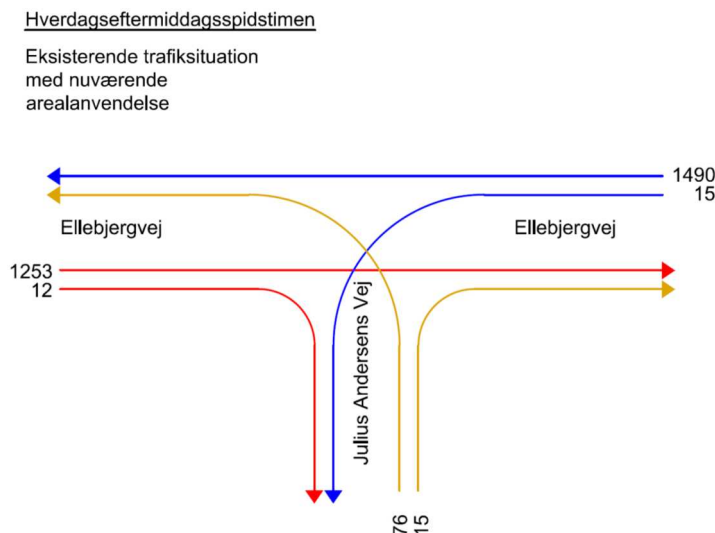 Hverdagseftermiddagsspidstimen
Eksisterende trafiksituation
med nuværende
arealanvendelse
1490
15
Ellebjergvej
Ellebjergvej
1253
12
Julius Andersens Vej
76
15